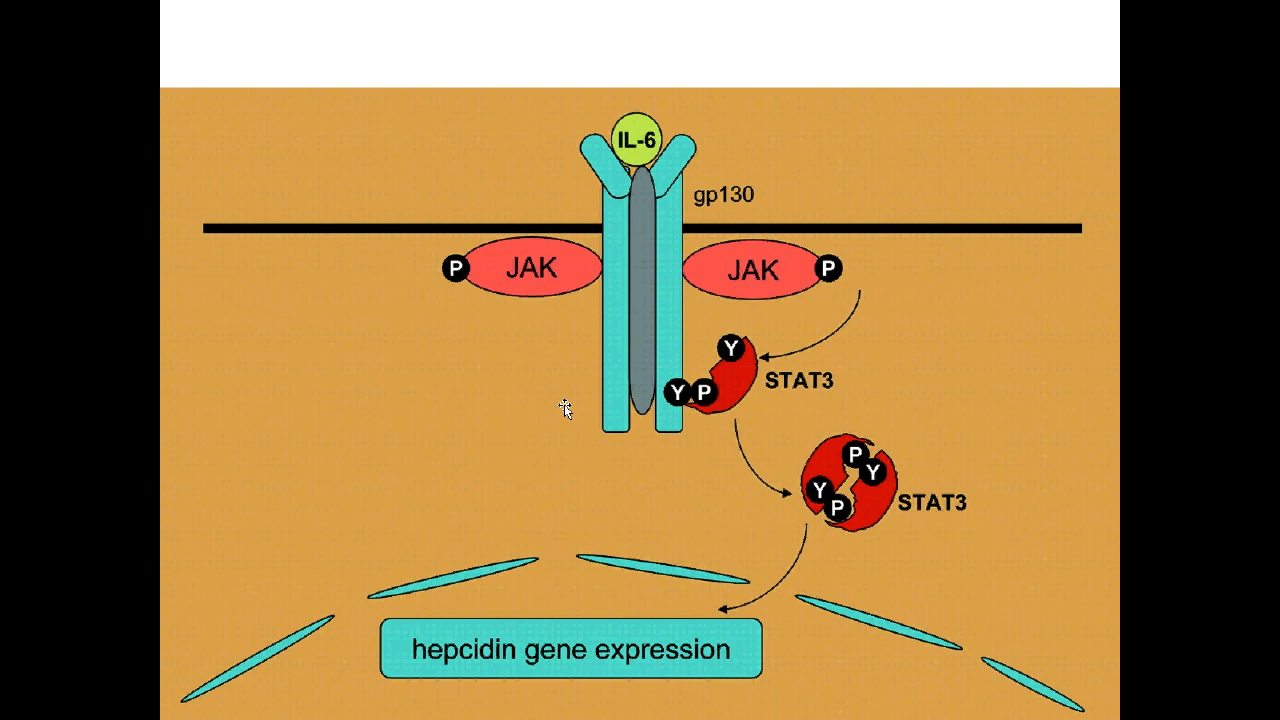 IL-6
gp130
P JAK
JAK P
Y
STAT3
Y P
P
Y
Y
P
STAT3
hepcidin gene expression